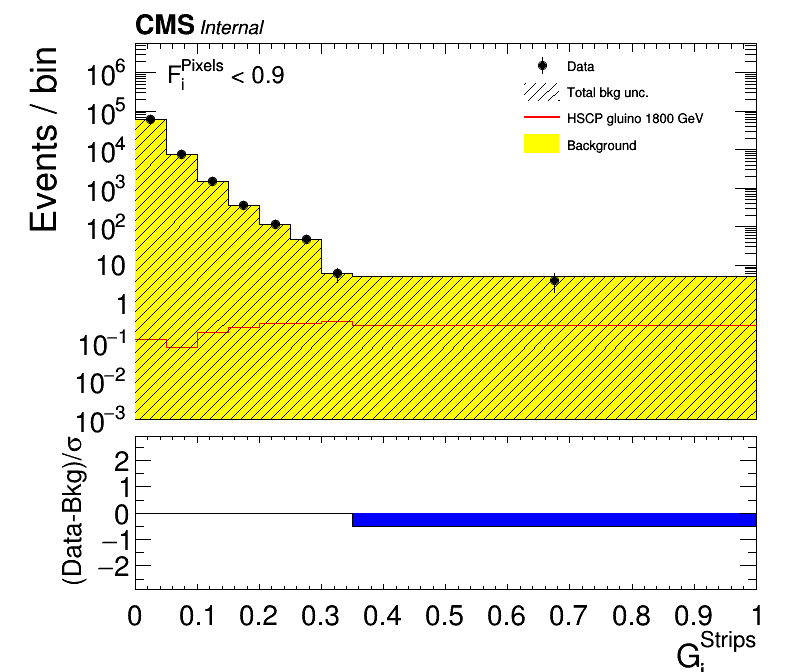 CMS Internal
F_i^Pixels < 0.9
Data
Total bkg unc.
HSCP gluino 1800 GeV
Background
Events / bin
10^6
10^5
10^4
10^3
10^2
10
1
10^−1
10^−2
10^−3
(Data-Bkg)/σ
2
1
0
−1
−2
0 0.1 0.2 0.3 0.4 0.5 0.6 0.7 0.8 0.9 1
G_i^Strips